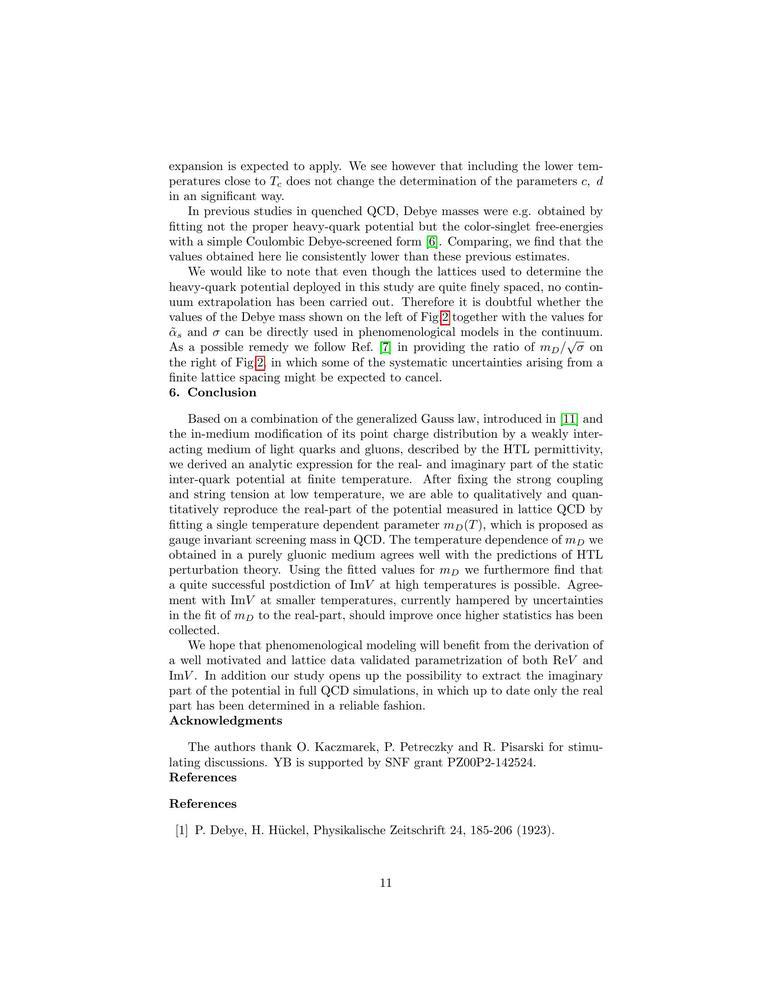 expansion is expected to apply. We see however that including the lower tem-
peratures close to T_c does not change the determination of the parameters c, d
in an significant way.
In previous studies in quenched QCD, Debye masses were e.g. obtained by
fitting not the proper heavy-quark potential but the color-singlet free-energies
with a simple Coulombic Debye-screened form [6]. Comparing, we find that the
values obtained here lie consistently lower than these previous estimates.
We would like to note that even though the lattices used to determine the
heavy-quark potential deployed in this study are quite finely spaced, no contin-
uum extrapolation has been carried out. Therefore it is doubtful whether the
values of the Debye mass shown on the left of Fig.2 together with the values for
α̃_s and σ can be directly used in phenomenological models in the continuum.
As a possible remedy we follow Ref. [7] in providing the ratio of m_D/√σ on
the right of Fig.2, in which some of the systematic uncertainties arising from a
finite lattice spacing might be expected to cancel.
6. Conclusion
Based on a combination of the generalized Gauss law, introduced in [11] and
the in-medium modification of its point charge distribution by a weakly inter-
acting medium of light quarks and gluons, described by the HTL permittivity,
we derived an analytic expression for the real- and imaginary part of the static
inter-quark potential at finite temperature. After fixing the strong coupling
and string tension at low temperature, we are able to qualitatively and quan-
titatively reproduce the real-part of the potential measured in lattice QCD by
fitting a single temperature dependent parameter m_D(T), which is proposed as
gauge invariant screening mass in QCD. The temperature dependence of m_D we
obtained in a purely gluonic medium agrees well with the predictions of HTL
perturbation theory. Using the fitted values for m_D we furthermore find that
a quite successful postdiction of ImV at high temperatures is possible. Agree-
ment with ImV at smaller temperatures, currently hampered by uncertainties
in the fit of m_D to the real-part, should improve once higher statistics has been
collected.
We hope that phenomenological modeling will benefit from the derivation of
a well motivated and lattice data validated parametrization of both ReV and
ImV. In addition our study opens up the possibility to extract the imaginary
part of the potential in full QCD simulations, in which up to date only the real
part has been determined in a reliable fashion.
Acknowledgments
The authors thank O. Kaczmarek, P. Petreczky and R. Pisarski for stimu-
lating discussions. YB is supported by SNF grant PZ00P2-142524.
References
References
[1] P. Debye, H. Hückel, Physikalische Zeitschrift 24, 185-206 (1923).
11